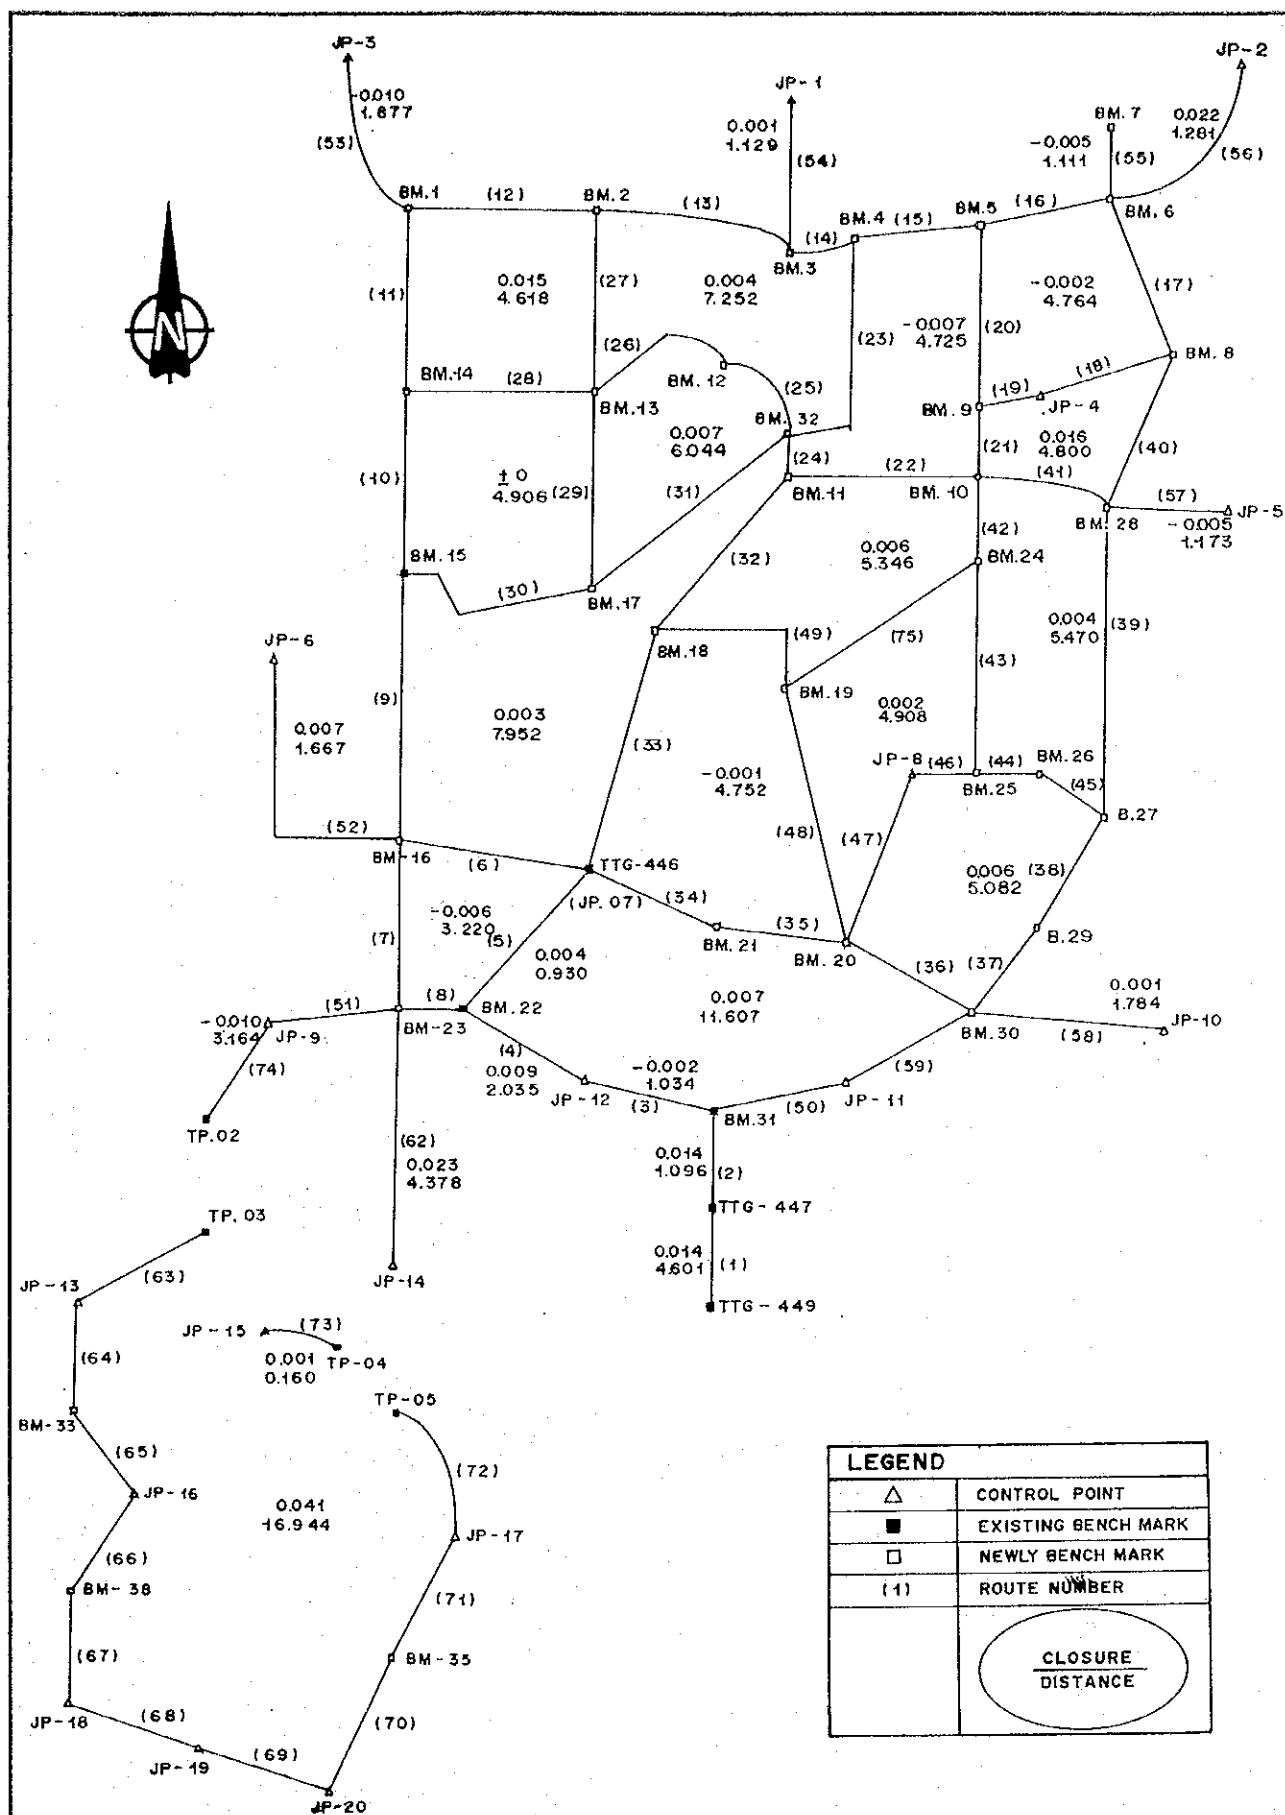 JP-3
JP-2
JP-1
-0.010
1.877
BM. 7
0.022
1.281
0.001
1.129
-0.005
1.111
(53)
(54)
(55)
(56)
BM.1
(12)
BM.2
(13)
BM.4
(15)
BM.5
(16)
BM. 6
(14)
BM.3
N
(11)
0.015
4.618
(27)
0.004
7.252
-0.002
4.764
(17)
-0.007
4.725
(20)
(23)
(26)
BM. 8
BM.14
(28)
BM. 12
(25)
(18)
(19)
BM.13
BM. 9
JP-4
BM. 32
0.007
6.044
0.016
4.800
(21)
(40)
(24)
(22)
(41)
(10)
± 0
4.906
(29)
(31)
BM.11
BM. 10
(57)
JP-5
BM. 28
-0.005
1.173
(42)
BM.15
0.006
5.346
BM.24
(32)
(30)
BM.17
0.004
5.470
(39)
JP-6
(49)
(75)
BM.18
(43)
BM.19
(9)
0.007
1.667
0.003
7.952
0.002
4.908
(33)
JP-8
(46)
(44)
BM.26
-0.001
4.752
BM.25
(45)
B.27
(52)
(48)
(47)
BM-16
(6)
TTG-446
0.006
5.082
(38)
(JP. 07)
(34)
-0.006
3.220
(7)
(5)
(35)
B.29
BM. 21
BM. 20
0.004
0.930
(36)
(37)
0.001
1.784
(51)
(8)
BM. 22
0.007
11.607
-0.010
3.164
JP-9
BM-23
BM.30
(58)
JP-10
(4)
0.009
2.035
-0.002
1.034
(59)
(74)
JP-12
(3)
(50)
JP-11
BM.31
TP.02
(62)
0.023
4.378
0.014
1.096
(2)
TTG - 447
TP. 03
0.014
4.601
(1)
(63)
JP-14
JP-13
TTG - 449
JP-15
(73)
(64)
0.001
0.160
TP-04
TP-05
BM-33
(65)
(72)
LEGEND
JP-16
CONTROL POINT
0.041
16.944
EXISTING BENCH MARK
JP-17
(66)
NEWLY BENCH MARK
BM-38
(1) ROUTE NUMBER
(71)
(67)
BM-35
CLOSURE
DISTANCE
JP-18
(68)
(70)
JP-19
(69)
JP-20